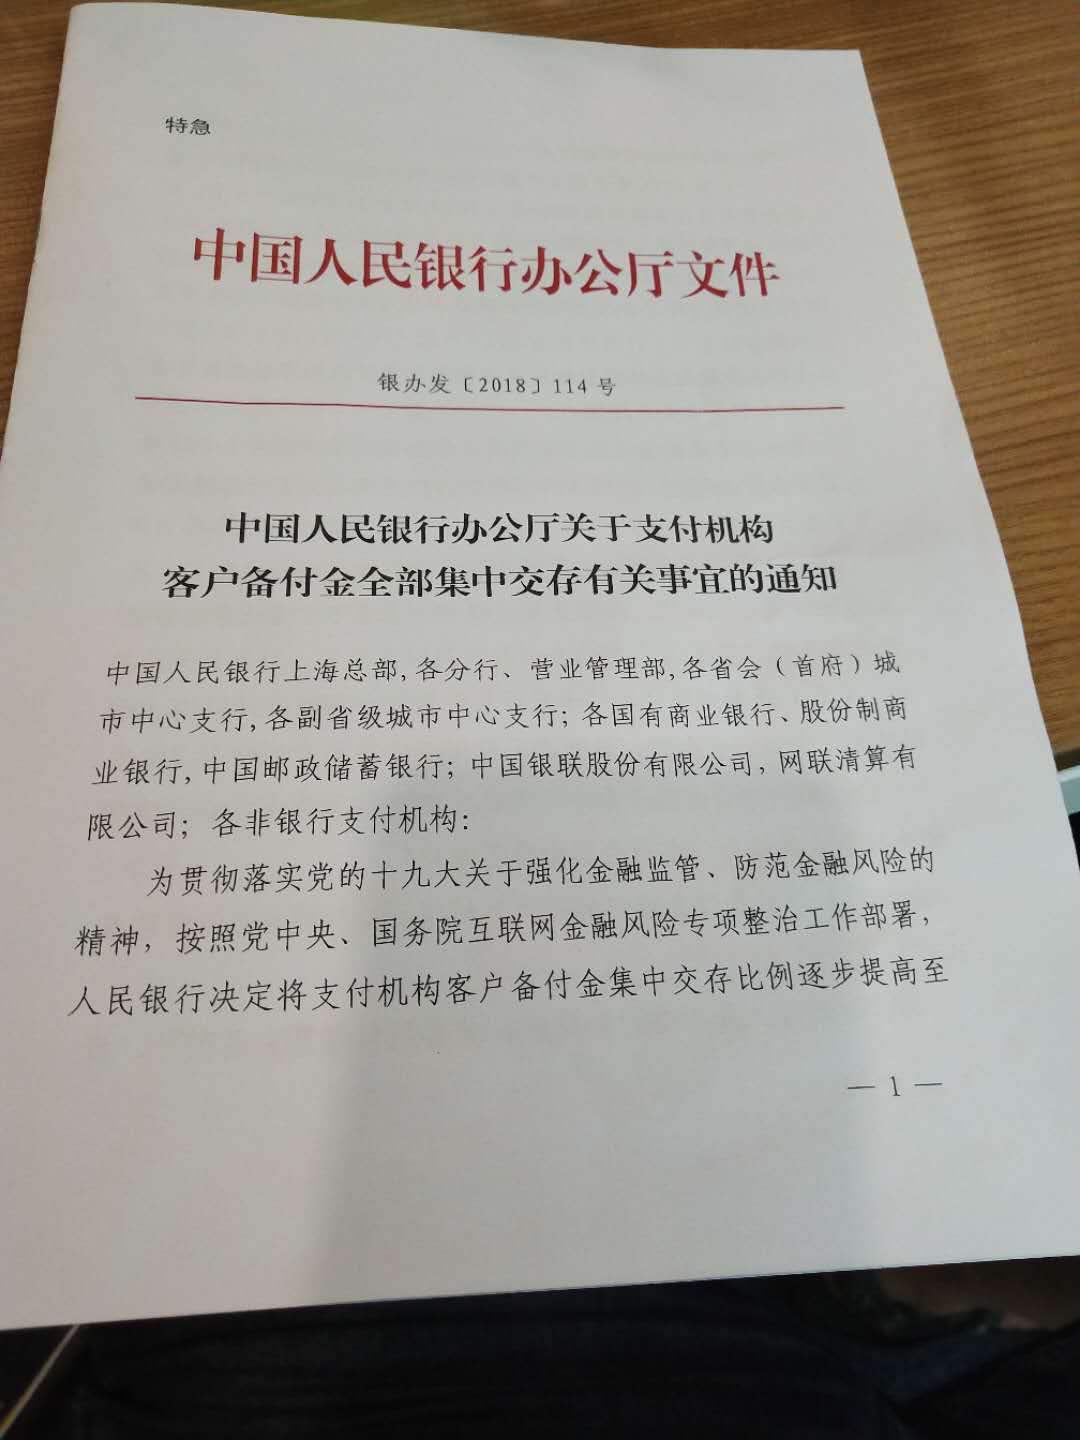 特急
中国人民银行办公厅文件
银办发〔2018〕114 号
中国人民银行办公厅关于支付机构
客户备付金全部集中交存有关事宜的通知
中国人民银行上海总部,各分行、营业管理部,各省会（首府）城
市中心支行,各副省级城市中心支行；各国有商业银行、股份制商
业银行,中国邮政储蓄银行；中国银联股份有限公司,网联清算有
限公司；各非银行支付机构：
为贯彻落实党的十九大关于强化金融监管、防范金融风险的
精神，按照党中央、国务院互联网金融风险专项整治工作部署，
人民银行决定将支付机构客户备付金集中交存比例逐步提高至
— 1 —